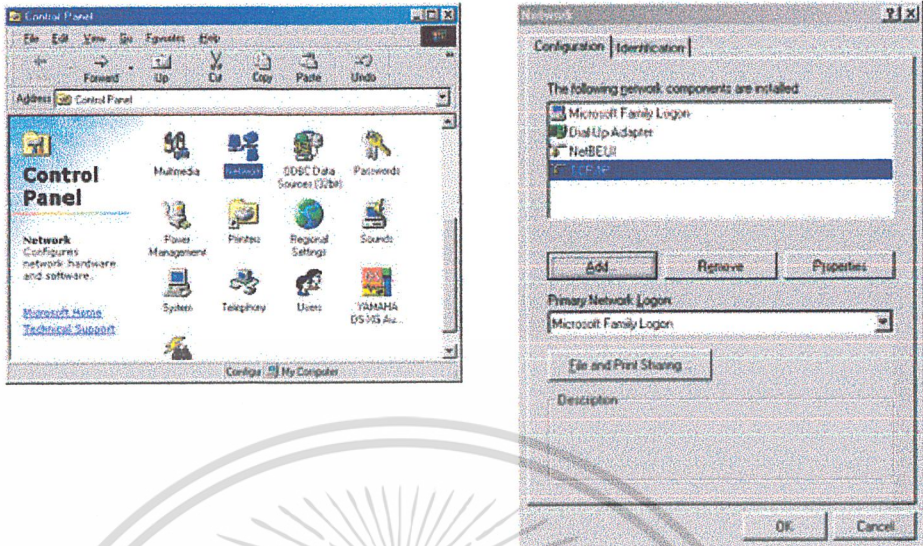 Control Panel
File Edit View Go Favorites Help
Forward Up Cut Copy Paste Undo
Address Control Panel
Control
Panel
Network
Configures
network hardware
and software.
Microsoft Home
Technical Support
Multimedia
Network
ODBC Data
Sources (32bit)
Passwords
Power
Management
Printers
Regional
Settings
Sounds
System
Telephony
Users
YAMAHA
DS-XG Au...
My Computer
Network
Configuration Identification
The following network components are installed:
Microsoft Family Logon
Dial-Up Adapter
NetBEUI
TCP/IP
Add Remove Properties
Primary Network Logon:
Microsoft Family Logon
File and Print Sharing...
Description
OK Cancel